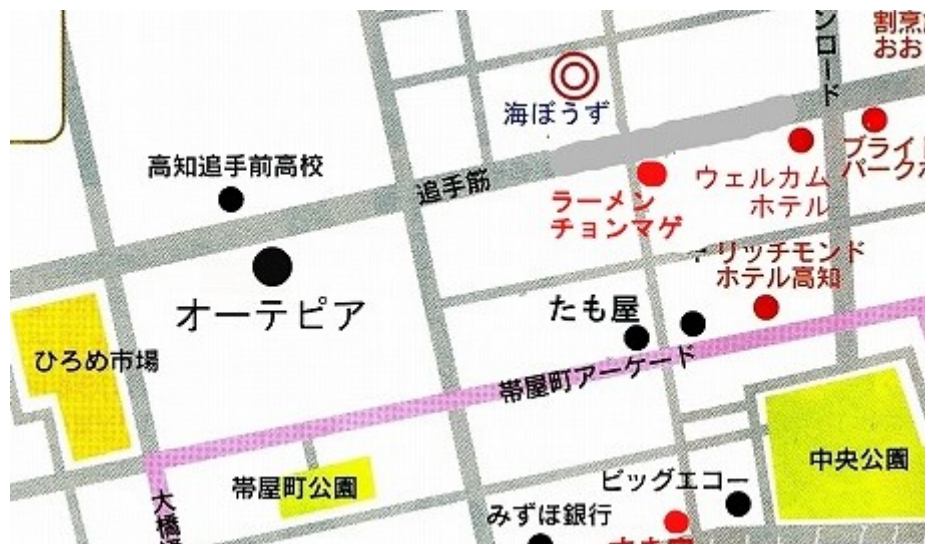 ンロード
割烹
おお
海ぼうず
高知追手前高校
追手筋
ラーメン
チョンマゲ
ウェルカム
ホテル
ブライ
パーク
オーテピア
リッチモンド
ホテル高知
たも屋
ひろめ市場
帯屋町アーケード
帯屋町公園
中央公園
ビッグエコー
みずほ銀行
大橋